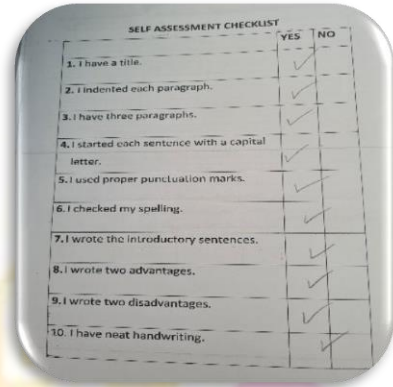 SELF ASSESSMENT CHECKLIST
YES NO
1. I have a title.
2. I indented each paragraph.
3. I have three paragraphs.
4. I started each sentence with a capital
letter.
5. I used proper punctuation marks.
6. I checked my spelling.
7. I wrote the introductory sentences.
8. I wrote two advantages.
9. I wrote two disadvantages.
10. I have neat handwriting.